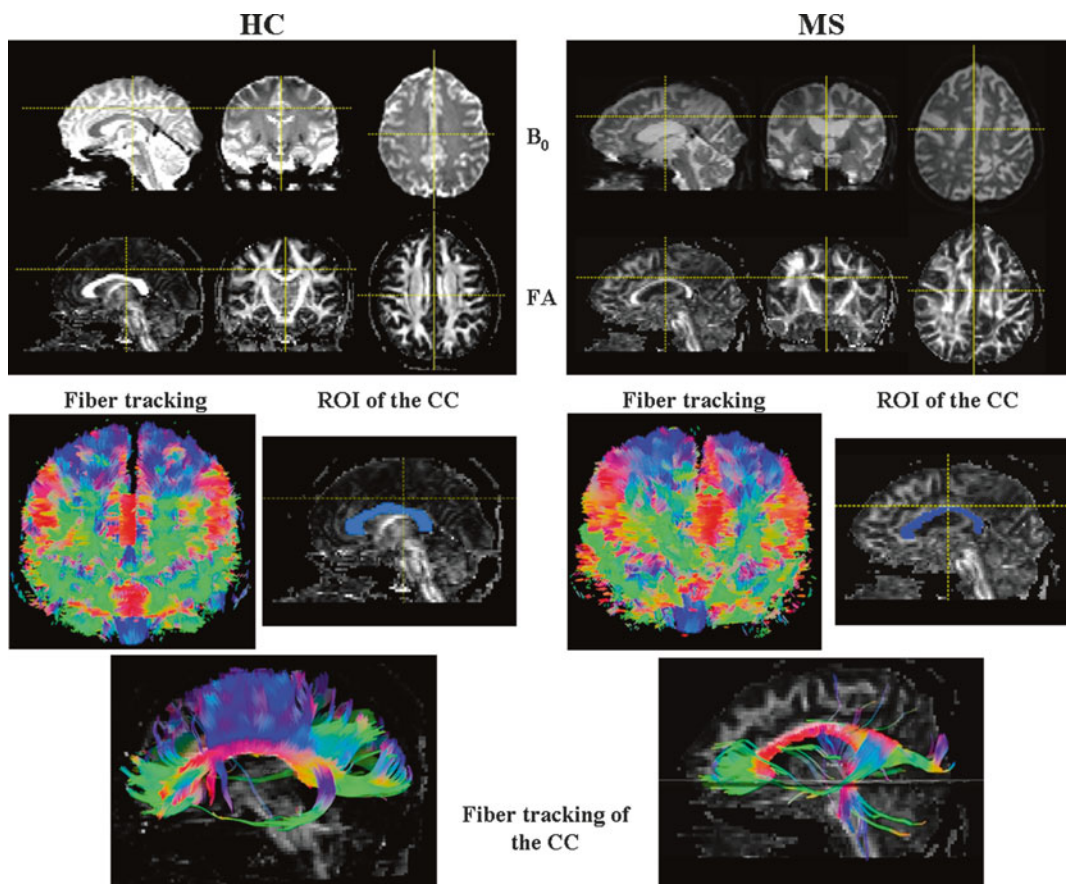 HC
MS
B₀
FA
Fiber tracking
ROI of the CC
Fiber tracking
ROI of the CC
Fiber tracking of
the CC